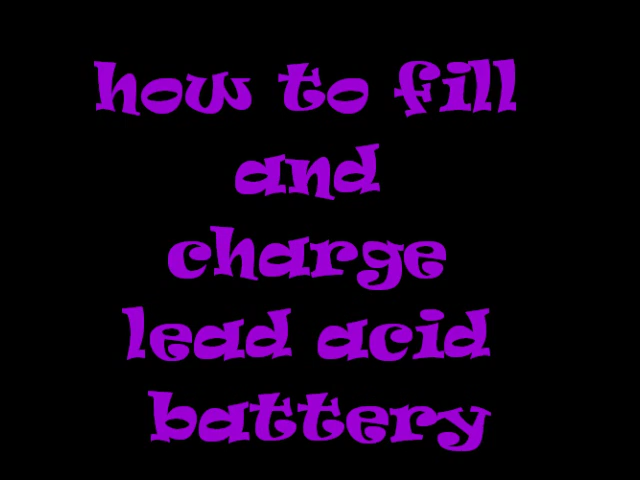 how to fill
and
charge
lead acid
battery